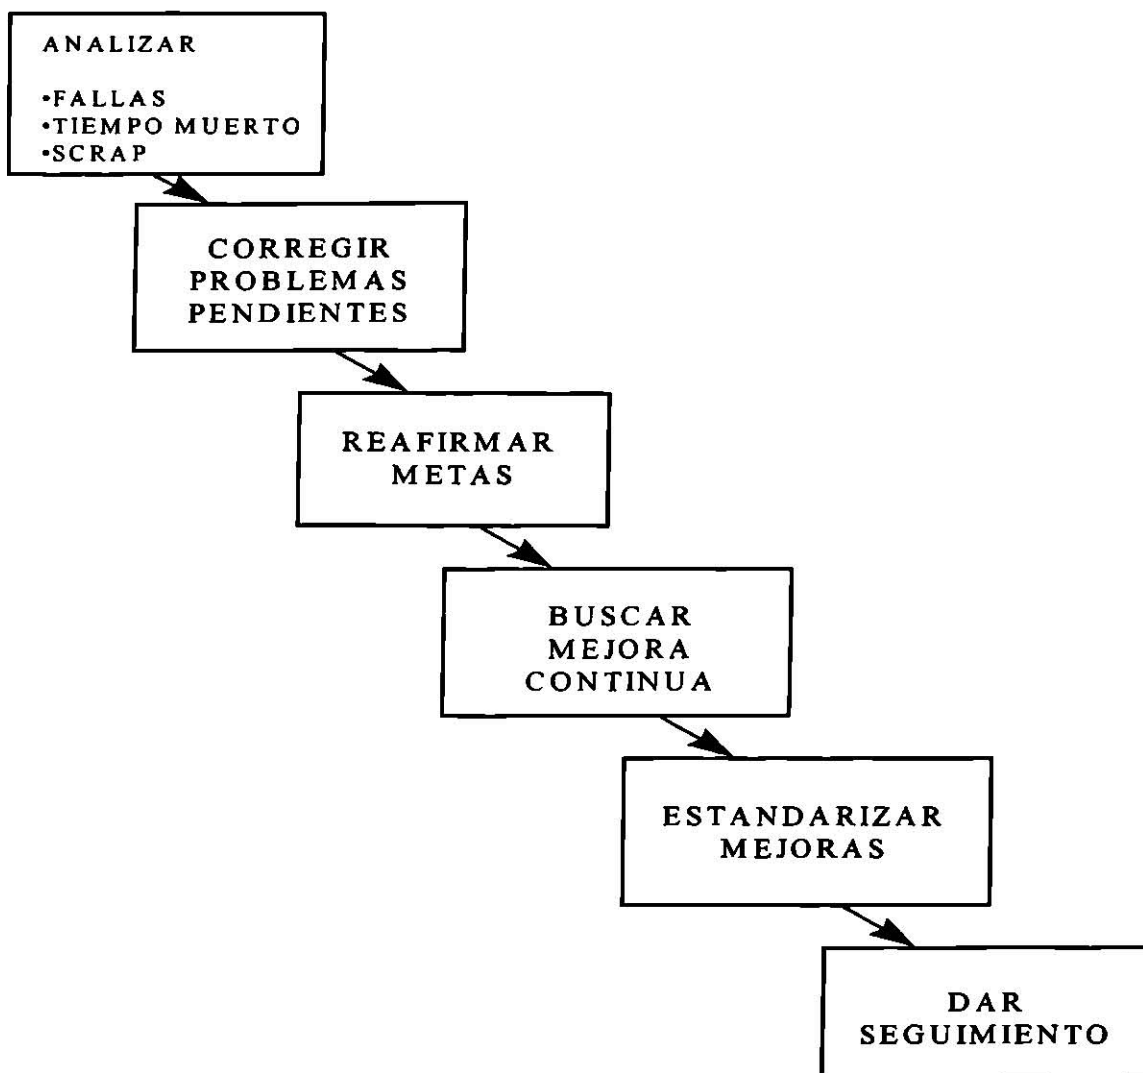 ANALIZAR
•FALLAS
•TIEMPO MUERTO
•SCRAP
CORREGIR
PROBLEMAS
PENDIENTES
REAFIRMAR
METAS
BUSCAR
MEJORA
CONTINUA
ESTANDARIZAR
MEJORAS
DAR
SEGUIMIENTO